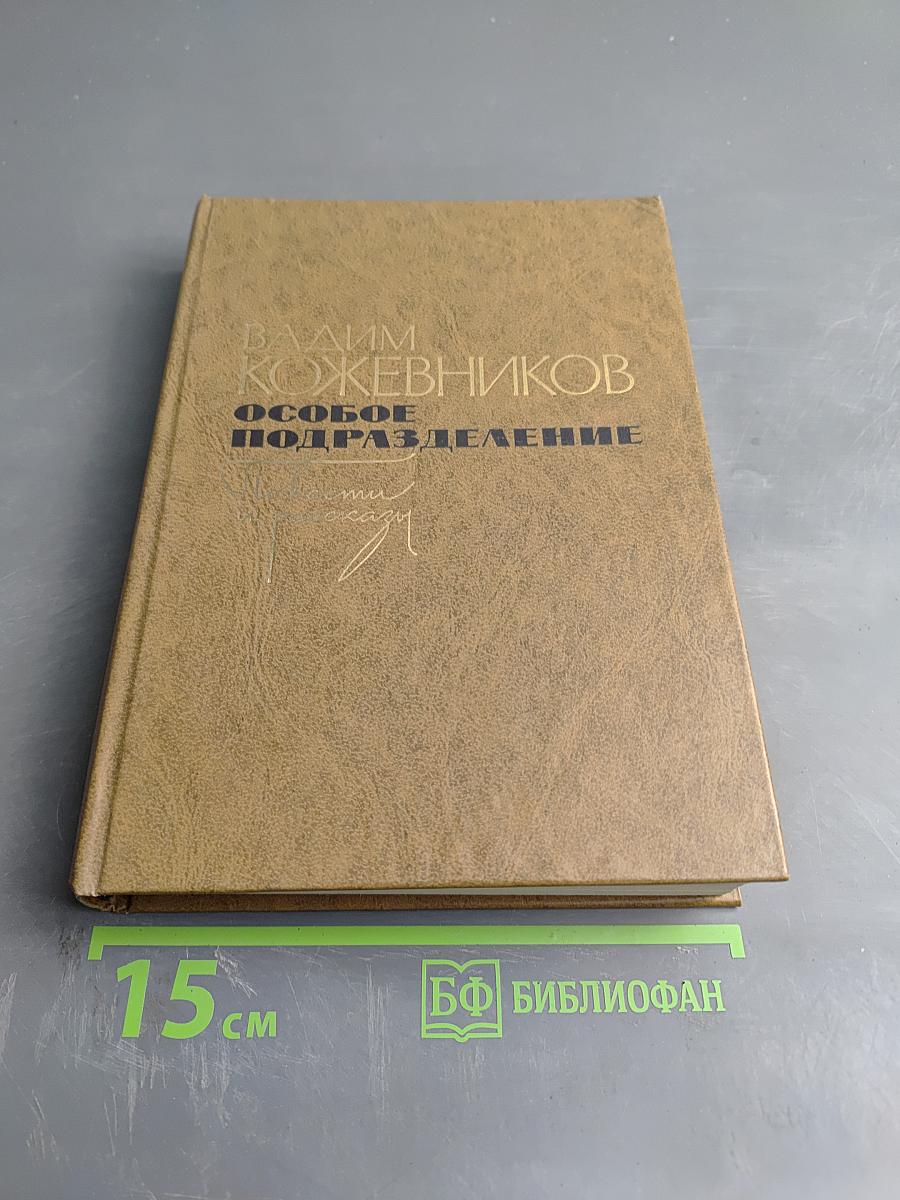 ВАДИМ
КОЖЕВНИКОВ
ОСОБОЕ
ПОДРАЗДЕЛЕНИЕ
Повести
и рассказы
15 см
БФ БИБЛИОФАН